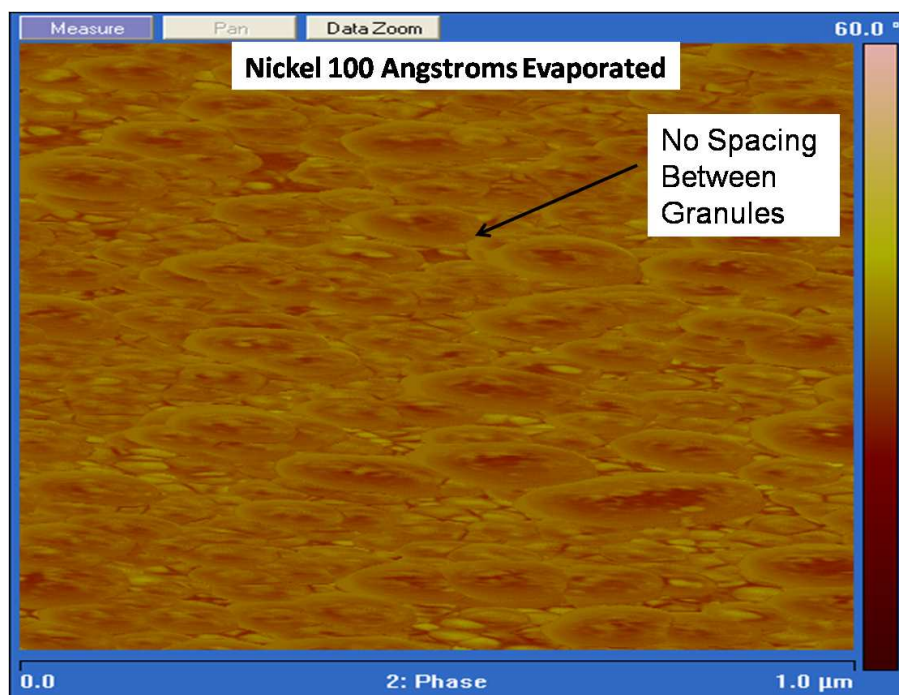 Measure Pan Data Zoom 60.0 °
Nickel 100 Angstroms Evaporated
No Spacing
Between
Granules
0.0 2: Phase 1.0 µm